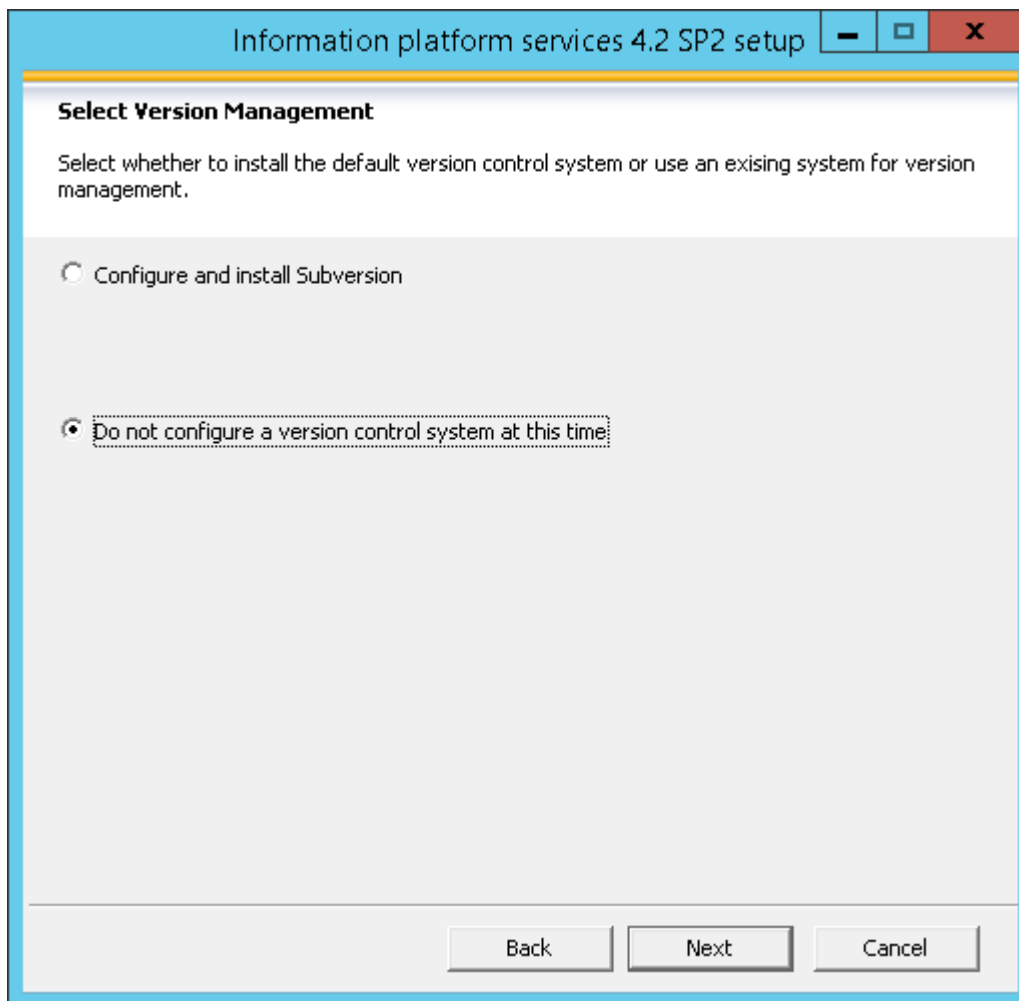 Information platform services 4.2 SP2 setup
Select Version Management
Select whether to install the default version control system or use an exising system for version
management.
Configure and install Subversion
Do not configure a version control system at this time
Back Next Cancel